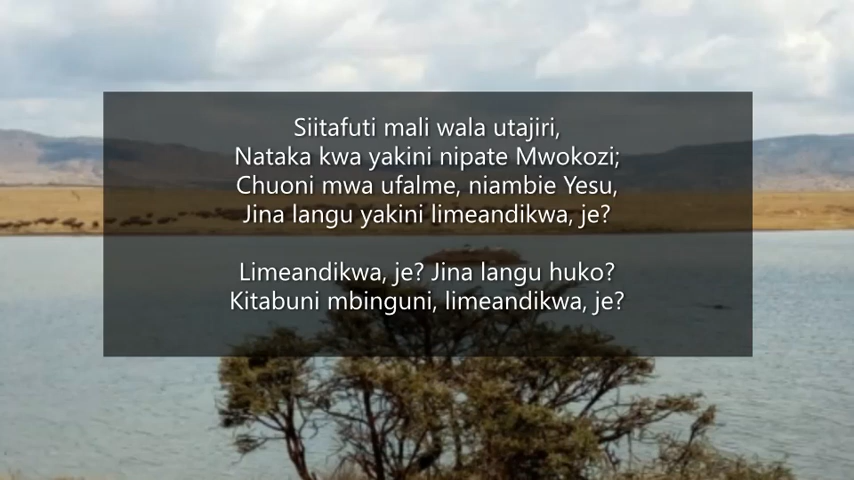 Siitafuti mali wala utajiri,
Nataka kwa yakini nipate Mwokozi;
Chuoni mwa ufalme, niambie Yesu,
Jina langu yakini limeandikwa, je?
Limeandikwa, je? Jina langu huko?
Kitabuni mbinguni, limeandikwa, je?